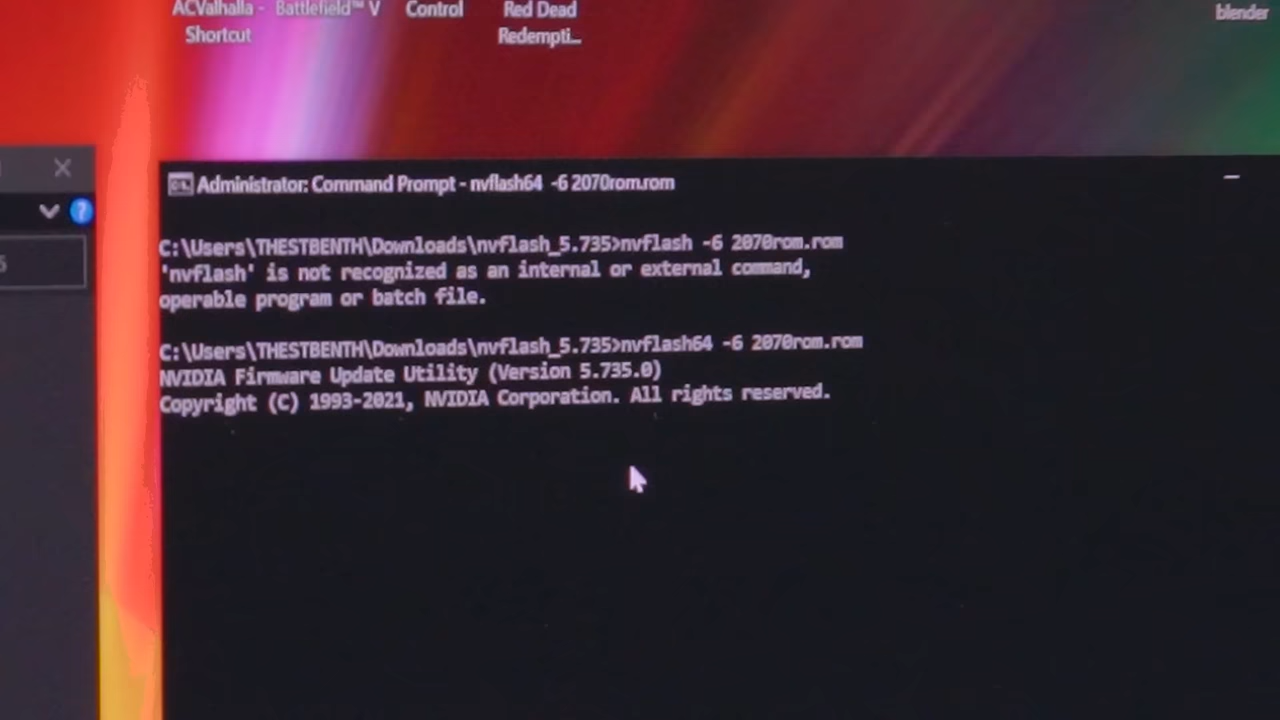 ACValhalla -
Shortcut
Battlefield™ V
Control
Red Dead
Redempti...
blender
Administrator: Command Prompt - nvflash64 -6 2070rom.rom
C:\Users\THESTBENTH\Downloads\nvflash_5.735>nvflash -6 2070rom.rom
'nvflash' is not recognized as an internal or external command,
operable program or batch file.
C:\Users\THESTBENTH\Downloads\nvflash_5.735>nvflash64 -6 2070rom.rom
NVIDIA Firmware Update Utility (Version 5.735.0)
Copyright (C) 1993-2021, NVIDIA Corporation. All rights reserved.